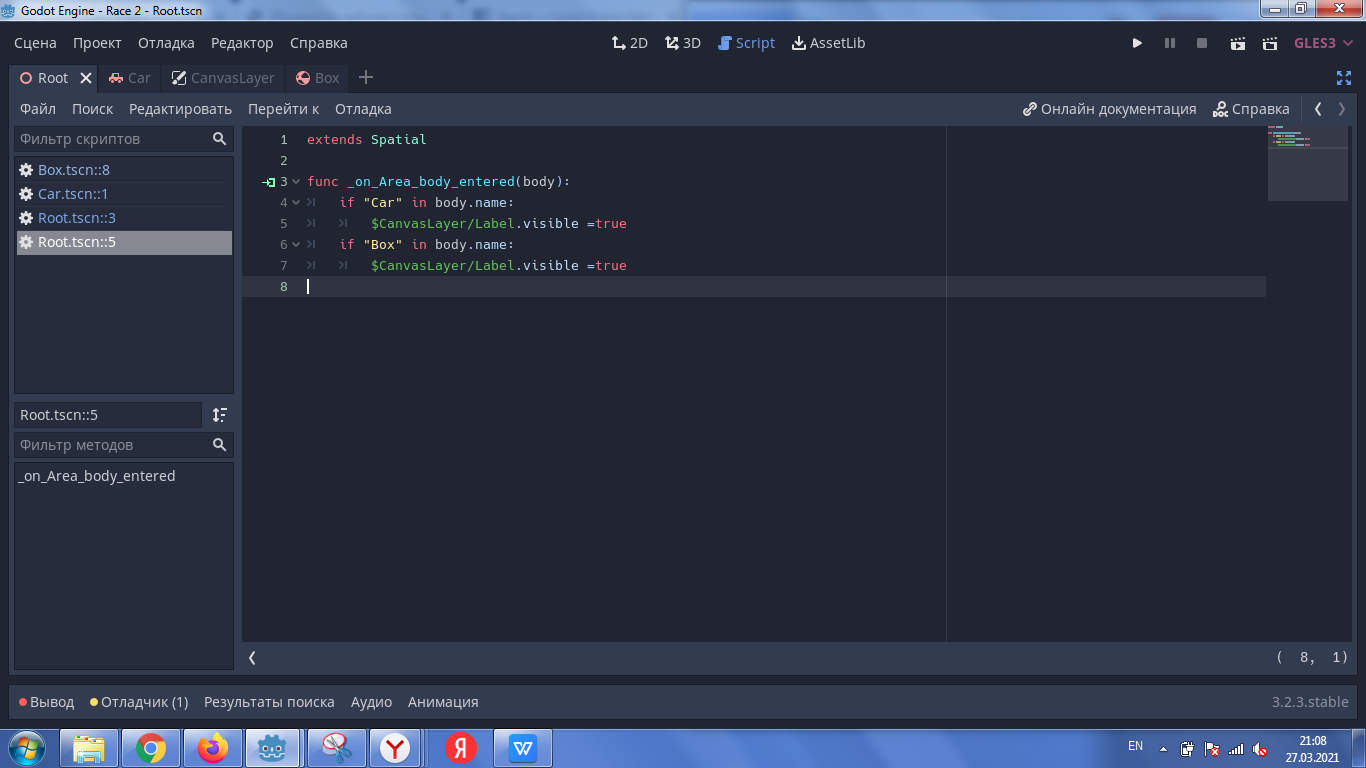 Godot Engine - Race 2 - Root.tscn
Сцена Проект Отладка Редактор Справка 2D 3D Script AssetLib GLES3
Root Car CanvasLayer Box
Файл Поиск Редактировать Перейти к Отладка Онлайн документация Справка
Фильтр скриптов
Box.tscn::8
Car.tscn::1
Root.tscn::3
Root.tscn::5
Root.tscn::5
Фильтр методов
_on_Area_body_entered
1 extends Spatial
2
3 func _on_Area_body_entered(body):
4 if "Car" in body.name:
5 $CanvasLayer/Label.visible =true
6 if "Box" in body.name:
7 $CanvasLayer/Label.visible =true
8
( 8, 1)
Вывод Отладчик (1) Результаты поиска Аудио Анимация 3.2.3.stable
EN 21:08
27.03.2021